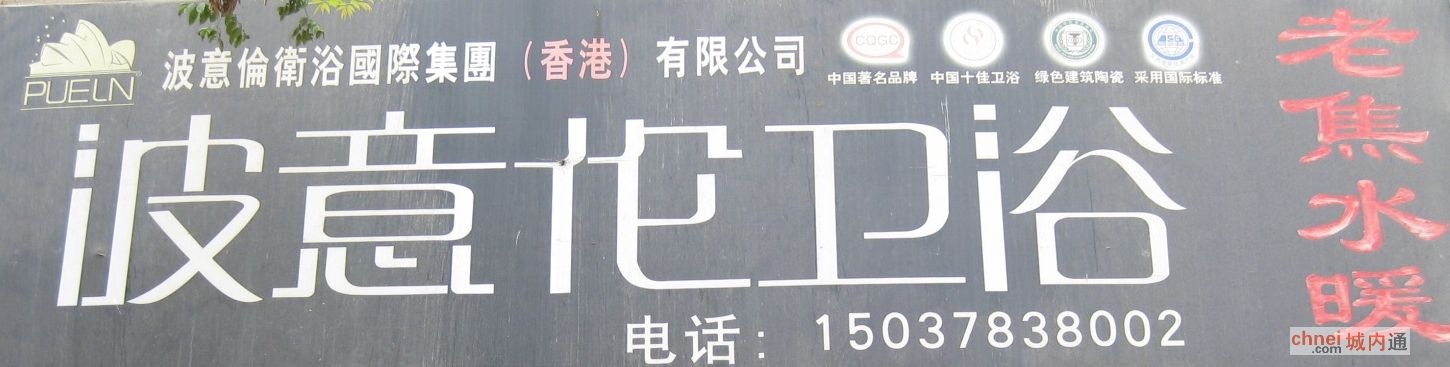 PUELN
波意倫衛浴國際集團（香港）有限公司
CQGC
中国著名品牌
中国十佳卫浴
绿色建筑陶瓷
采用国际标准
波意伦卫浴
电话：15037838002
老焦水暖
chnei 城内通
.com